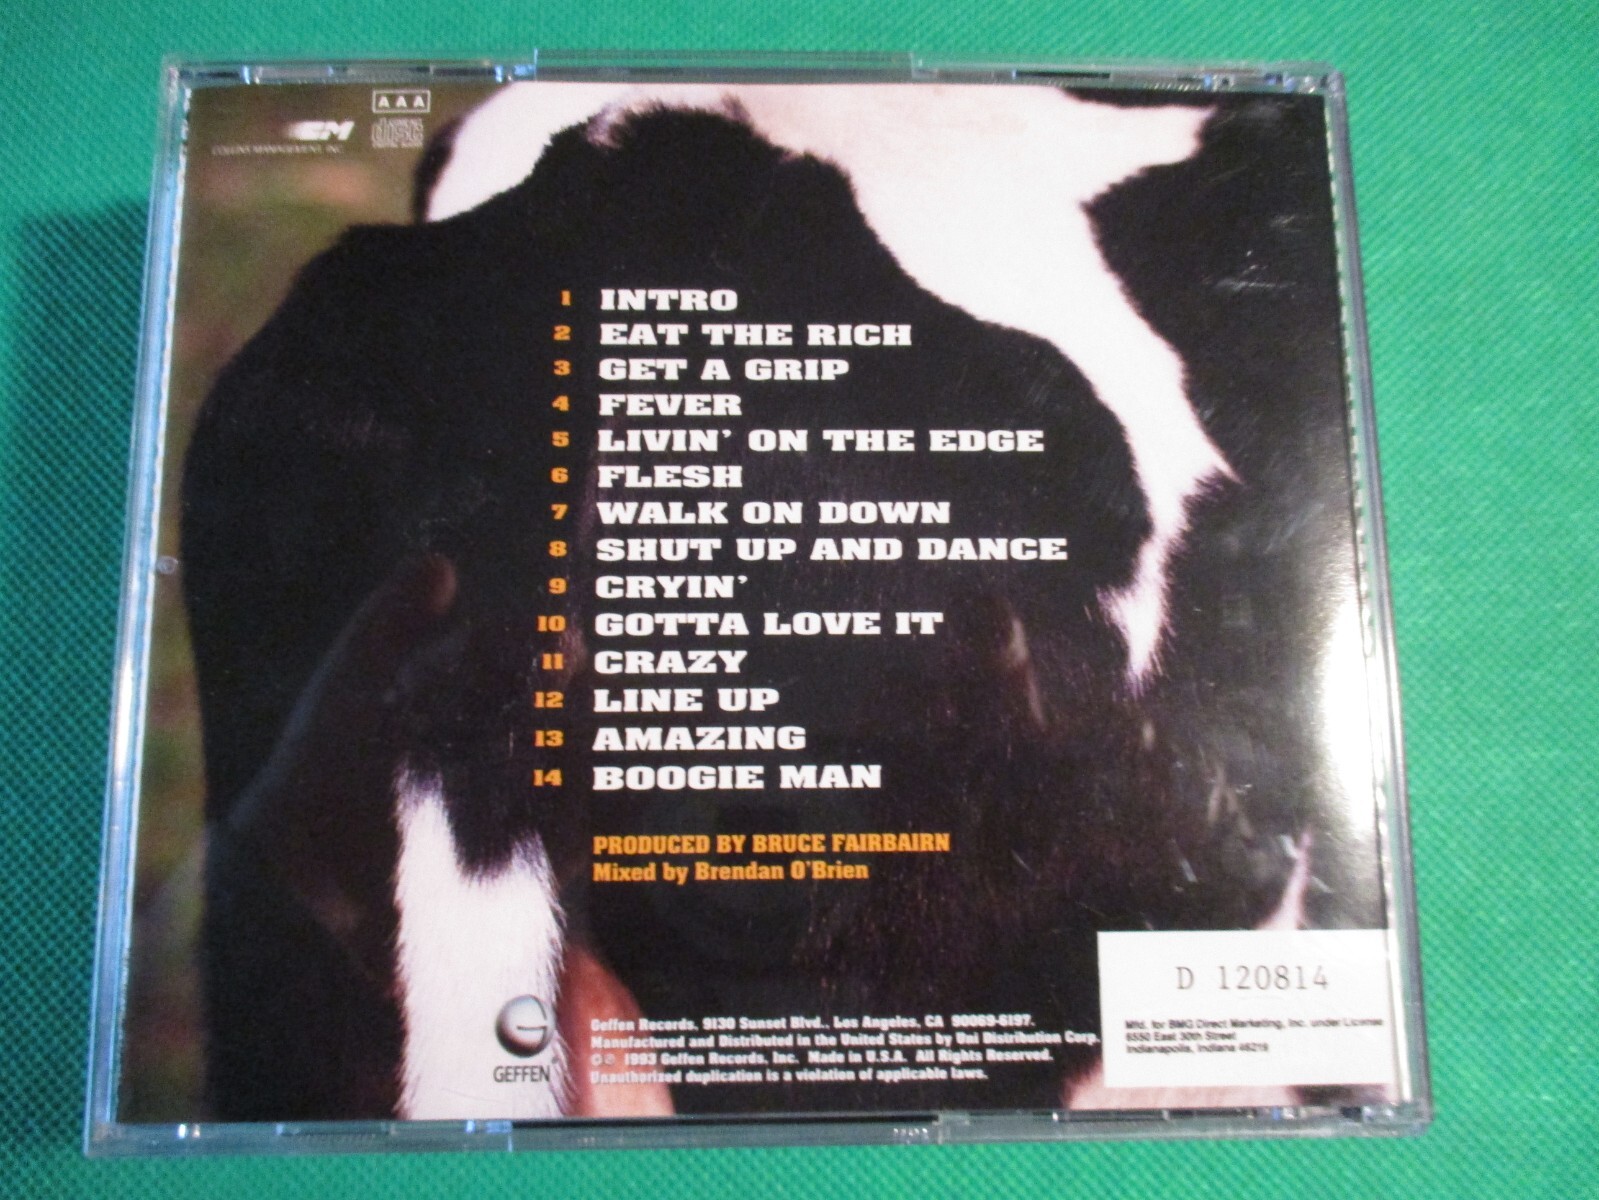 AAA
CM
COLLINS MANAGEMENT, INC.
COMPACT
disc
DIGITAL AUDIO
1 INTRO
2 EAT THE RICH
3 GET A GRIP
4 FEVER
5 LIVIN' ON THE EDGE
6 FLESH
7 WALK ON DOWN
8 SHUT UP AND DANCE
9 CRYIN'
10 GOTTA LOVE IT
11 CRAZY
12 LINE UP
13 AMAZING
14 BOOGIE MAN
PRODUCED BY BRUCE FAIRBAIRN
Mixed by Brendan O'Brien
D 120814
Mfd. for BMG Direct Marketing, Inc. under License
6550 East 30th Street
Indianapolis, Indiana 46219
G
GEFFEN
Geffen Records, 9130 Sunset Blvd., Los Angeles, CA 90069-6197.
Manufactured and Distributed in the United States by Uni Distribution Corp.
©℗ 1993 Geffen Records, Inc. Made in U.S.A. All Rights Reserved.
Unauthorized duplication is a violation of applicable laws.